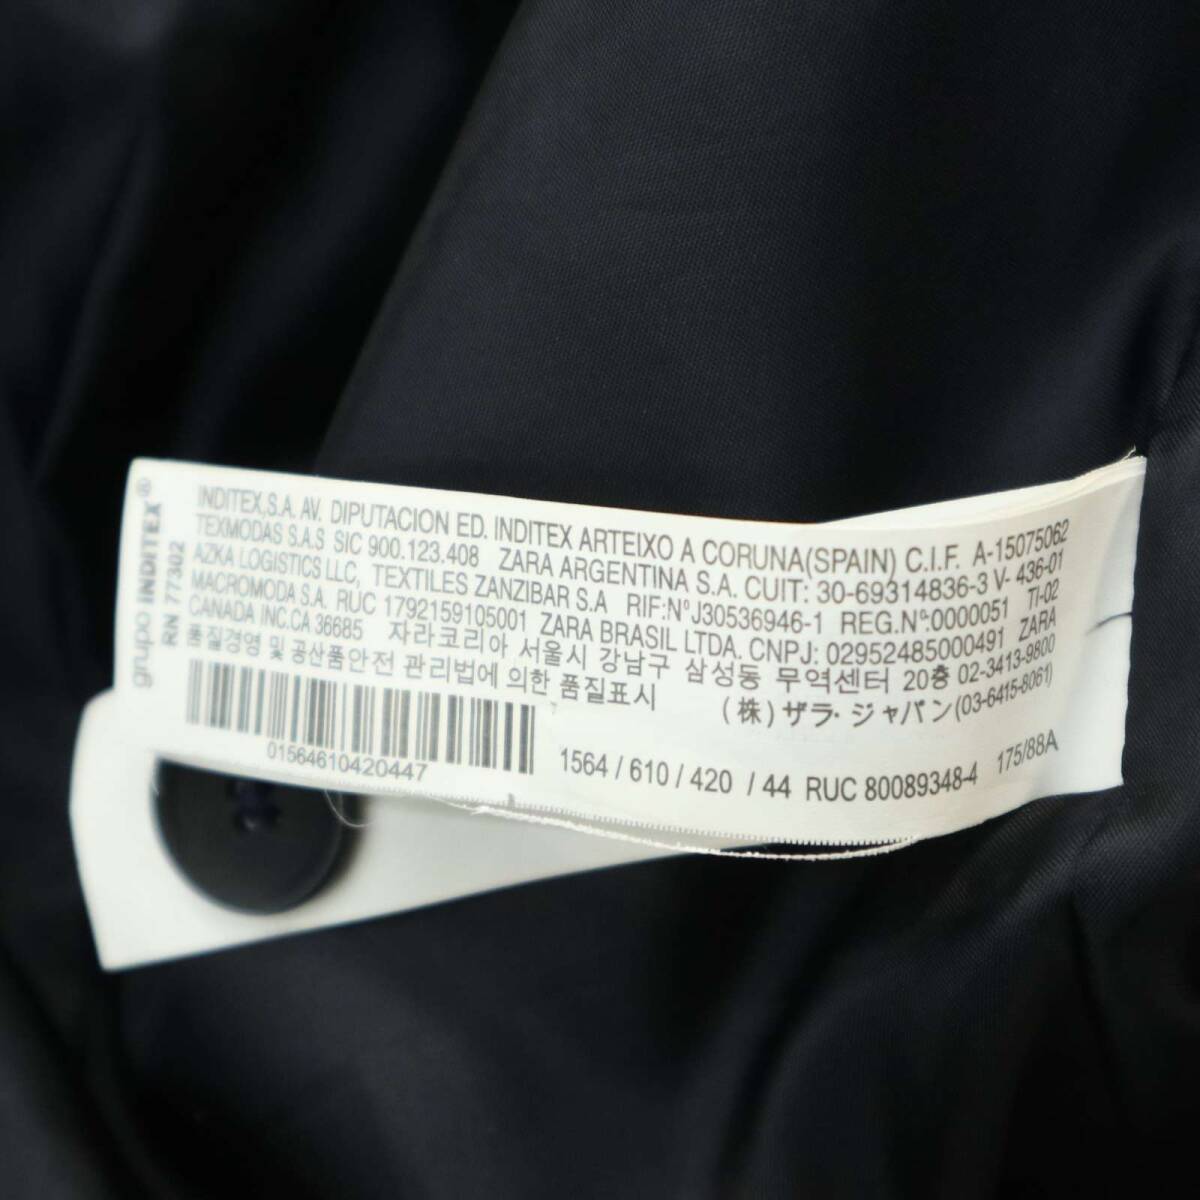 grupo INDITEX®
RN 77302
INDITEX,S.A. AV. DIPUTACION ED. INDITEX ARTEIXO A CORUNA(SPAIN) C.I.F. A-15075062
TEXMODAS S.A.S SIC 900.123.408 ZARA ARGENTINA S.A. CUIT: 30-69314836-3 V- 436-01
AZKA LOGISTICS LLC, TEXTILES ZANZIBAR S.A RIF:Nº J30536946-1 REG.Nº:0000051 TI-02
MACROMODA S.A. RUC 1792159105001 ZARA BRASIL LTDA. CNPJ: 02952485000491 ZARA
CANADA INC.CA 36685 자라코리아 서울시 강남구 삼성동 무역센터 20층 02-3413-9800
품질경영 및 공산품안전 관리법에 의한 품질표시 (株)ザラ・ジャパン(03-6415-8061)
01564610420447 1564 / 610 / 420 / 44 RUC 80089348-4 175/88A